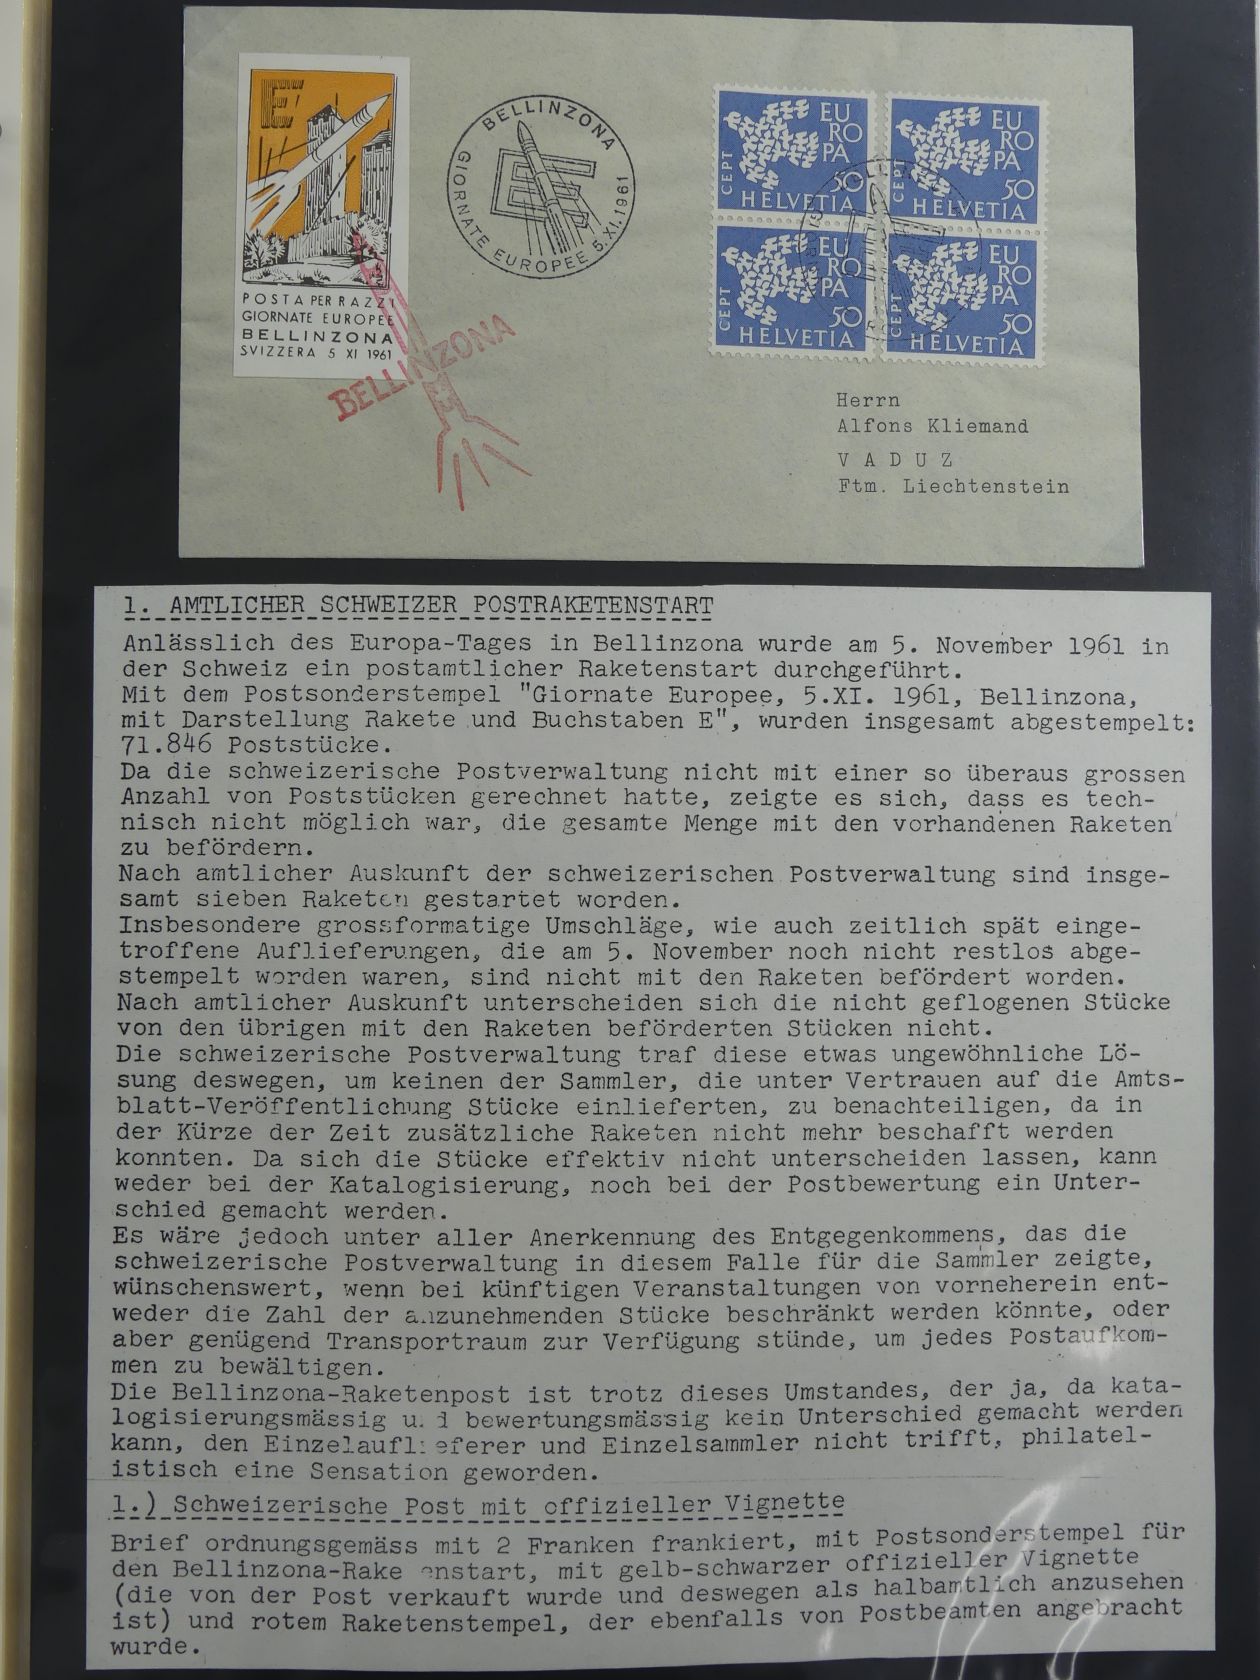 POSTA PER RAZZI
GIORNATE EUROPEE
BELLINZONA
SVIZZERA 5 XI 1961
BELLINZONA
GIORNATE EUROPEE 5.XI.1961
BELLINZONA
CEPT EUROPA 50 HELVETIA
CEPT EUROPA 50 HELVETIA
CEPT EUROPA 50 HELVETIA
CEPT EUROPA 50 HELVETIA
Herrn
Alfons Kliemand
V A D U Z
Ftm. Liechtenstein
1. AMTLICHER SCHWEIZER POSTRAKETENSTART
Anlässlich des Europa-Tages in Bellinzona wurde am 5. November 1961 in
der Schweiz ein postamtlicher Raketenstart durchgeführt.
Mit dem Postsonderstempel "Giornate Europee, 5.XI. 1961, Bellinzona,
mit Darstellung Rakete und Buchstaben E", wurden insgesamt abgestempelt:
71.846 Poststücke.
Da die schweizerische Postverwaltung nicht mit einer so überaus grossen
Anzahl von Poststücken gerechnet hatte, zeigte es sich, dass es tech-
nisch nicht möglich war, die gesamte Menge mit den vorhandenen Raketen
zu befördern.
Nach amtlicher Auskunft der schweizerischen Postverwaltung sind insge-
samt sieben Raketen gestartet worden.
Insbesondere grossformatige Umschläge, wie auch zeitlich spät einge-
troffene Auflieferungen, die am 5. November noch nicht restlos abge-
stempelt worden waren, sind nicht mit den Raketen befördert worden.
Nach amtlicher Auskunft unterscheiden sich die nicht geflogenen Stücke
von den übrigen mit den Raketen beförderten Stücken nicht.
Die schweizerische Postverwaltung traf diese etwas ungewöhnliche Lö-
sung deswegen, um keinen der Sammler, die unter Vertrauen auf die Amts-
blatt-Veröffentlichung Stücke einlieferten, zu benachteiligen, da in
der Kürze der Zeit zusätzliche Raketen nicht mehr beschafft werden
konnten. Da sich die Stücke effektiv nicht unterscheiden lassen, kann
weder bei der Katalogisierung, noch bei der Postbewertung ein Unter-
schied gemacht werden.
Es wäre jedoch unter aller Anerkennung des Entgegenkommens, das die
schweizerische Postverwaltung in diesem Falle für die Sammler zeigte,
wünschenswert, wenn bei künftigen Veranstaltungen von vorneherein ent-
weder die Zahl der anzunehmenden Stücke beschränkt werden könnte, oder
aber genügend Transportraum zur Verfügung stünde, um jedes Postaufkom-
men zu bewältigen.
Die Bellinzona-Raketenpost ist trotz dieses Umstandes, der ja, da kata-
logisierungsmässig und bewertungsmässig kein Unterschied gemacht werden
kann, den Einzelauflieferer und Einzelsammler nicht trifft, philatel-
istisch eine Sensation geworden.
1.) Schweizerische Post mit offizieller Vignette
Brief ordnungsgemäss mit 2 Franken frankiert, mit Postsonderstempel für
den Bellinzona-Raketenstart, mit gelb-schwarzer offizieller Vignette
(die von der Post verkauft wurde und deswegen als halbamtlich anzusehen
ist) und rotem Raketenstempel, der ebenfalls von Postbeamten angebracht
wurde.